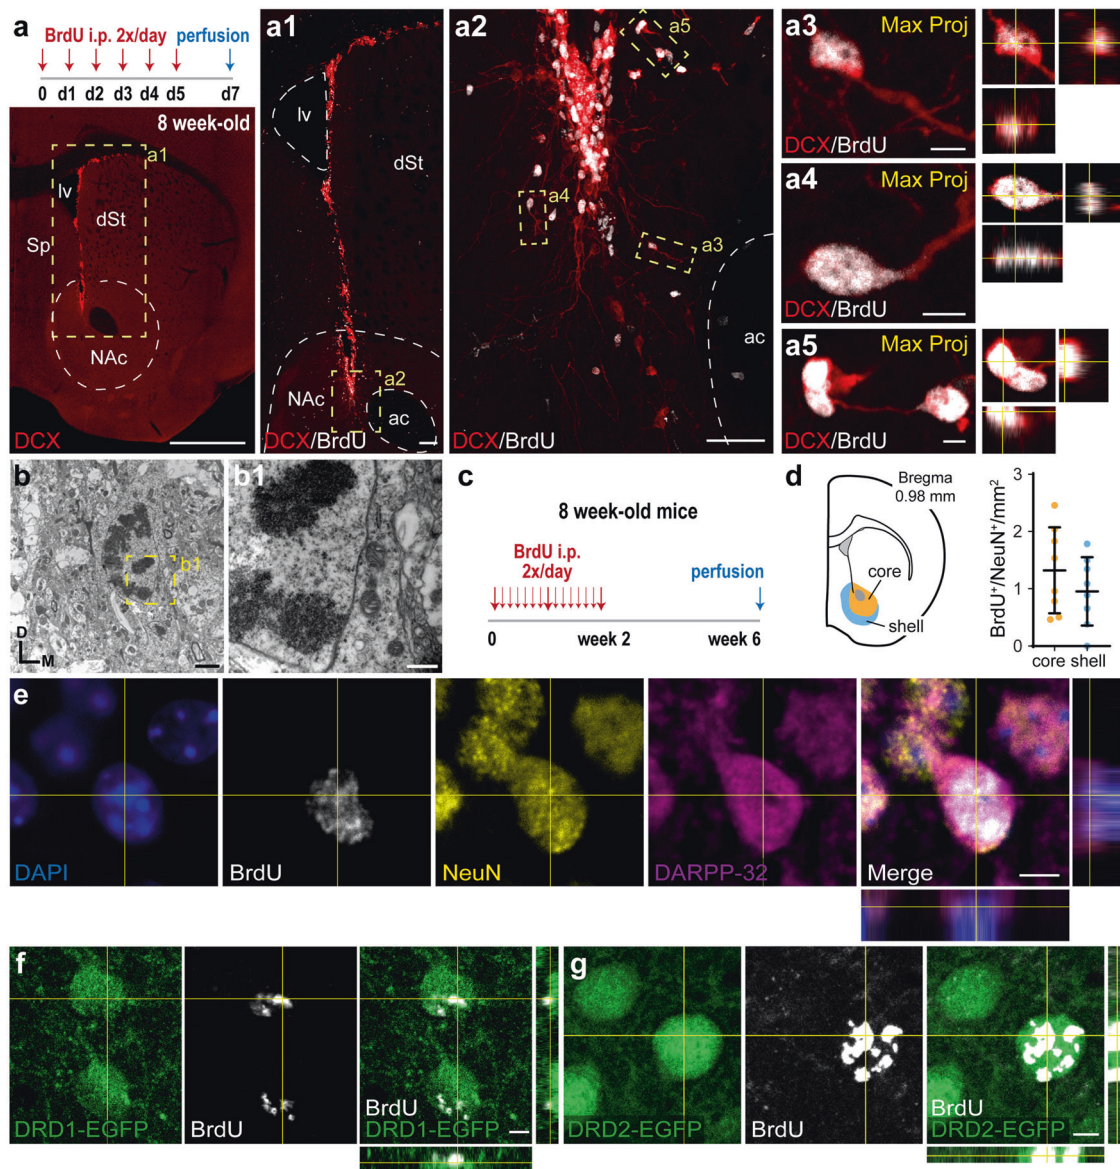 a
BrdU i.p. 2x/day
perfusion
0 d1 d2 d3 d4 d5 d7
8 week-old
a1
lv
dSt
Sp
NAc
DCX
a1
lv
dSt
a2
NAc
ac
DCX/BrdU
a2
a5
a4
a3
ac
DCX/BrdU
a3
Max Proj
DCX/BrdU
a4
Max Proj
DCX/BrdU
a5
Max Proj
DCX/BrdU
b
b1
D
M
b1
c
8 week-old mice
BrdU i.p.
2x/day
perfusion
0 week 2 week 6
d
Bregma
0.98 mm
core
shell
BrdU⁺/NeuN⁺/mm²
3
2
1
0
core shell
e
DAPI
BrdU
NeuN
DARPP-32
Merge
f
DRD1-EGFP
BrdU
BrdU
DRD1-EGFP
g
DRD2-EGFP
BrdU
BrdU
DRD2-EGFP